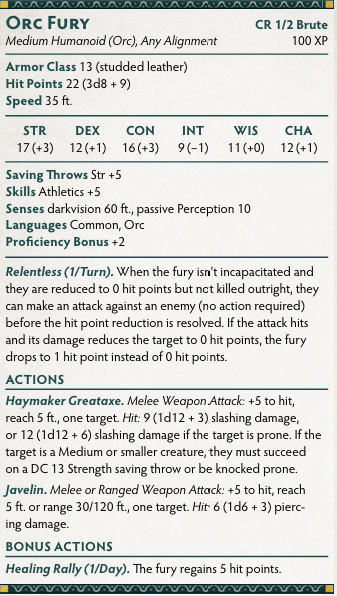 Orc Fury
CR 1/2 Brute
Medium Humanoid (Orc), Any Alignment
100 XP
Armor Class 13 (studded leather)
Hit Points 22 (3d8 + 9)
Speed 35 ft.
STR DEX CON INT WIS CHA
17 (+3) 12 (+1) 16 (+3) 9 (−1) 11 (+0) 12 (+1)
Saving Throws Str +5
Skills Athletics +5
Senses darkvision 60 ft., passive Perception 10
Languages Common, Orc
Proficiency Bonus +2
Relentless (1/Turn). When the fury isn't incapacitated and
they are reduced to 0 hit points but not killed outright, they
can make an attack against an enemy (no action required)
before the hit point reduction is resolved. If the attack hits
and its damage reduces the target to 0 hit points, the fury
drops to 1 hit point instead of 0 hit points.
ACTIONS
Haymaker Greataxe. Melee Weapon Attack: +5 to hit,
reach 5 ft., one target. Hit: 9 (1d12 + 3) slashing damage,
or 12 (1d12 + 6) slashing damage if the target is prone. If the
target is a Medium or smaller creature, they must succeed
on a DC 13 Strength saving throw or be knocked prone.
Javelin. Melee or Ranged Weapon Attack: +5 to hit, reach
5 ft. or range 30/120 ft., one target. Hit: 6 (1d6 + 3) pierc-
ing damage.
BONUS ACTIONS
Healing Rally (1/Day). The fury regains 5 hit points.